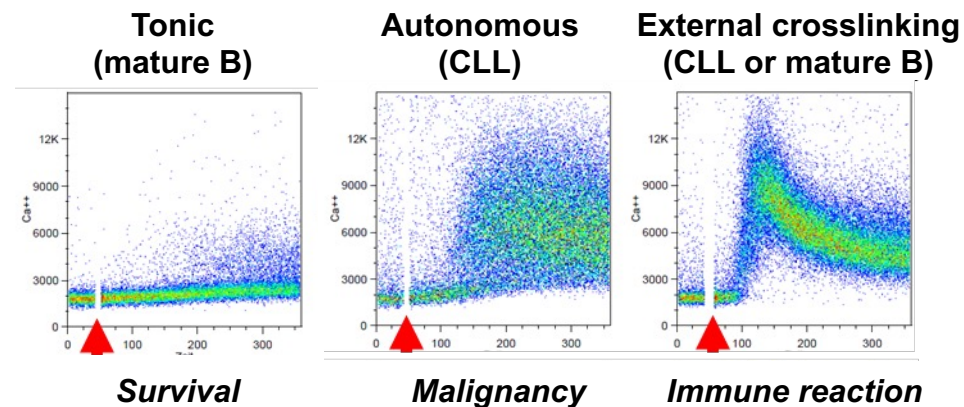 Tonic
(mature B)
Autonomous
(CLL)
External crosslinking
(CLL or mature B)
Ca++
12K
9000
6000
3000
0
0 100 200 300
Ca++
12K
9000
6000
3000
0
0 100 200 300
Ca++
12K
9000
6000
3000
0
0 100 200 300
Survival
Malignancy
Immune reaction